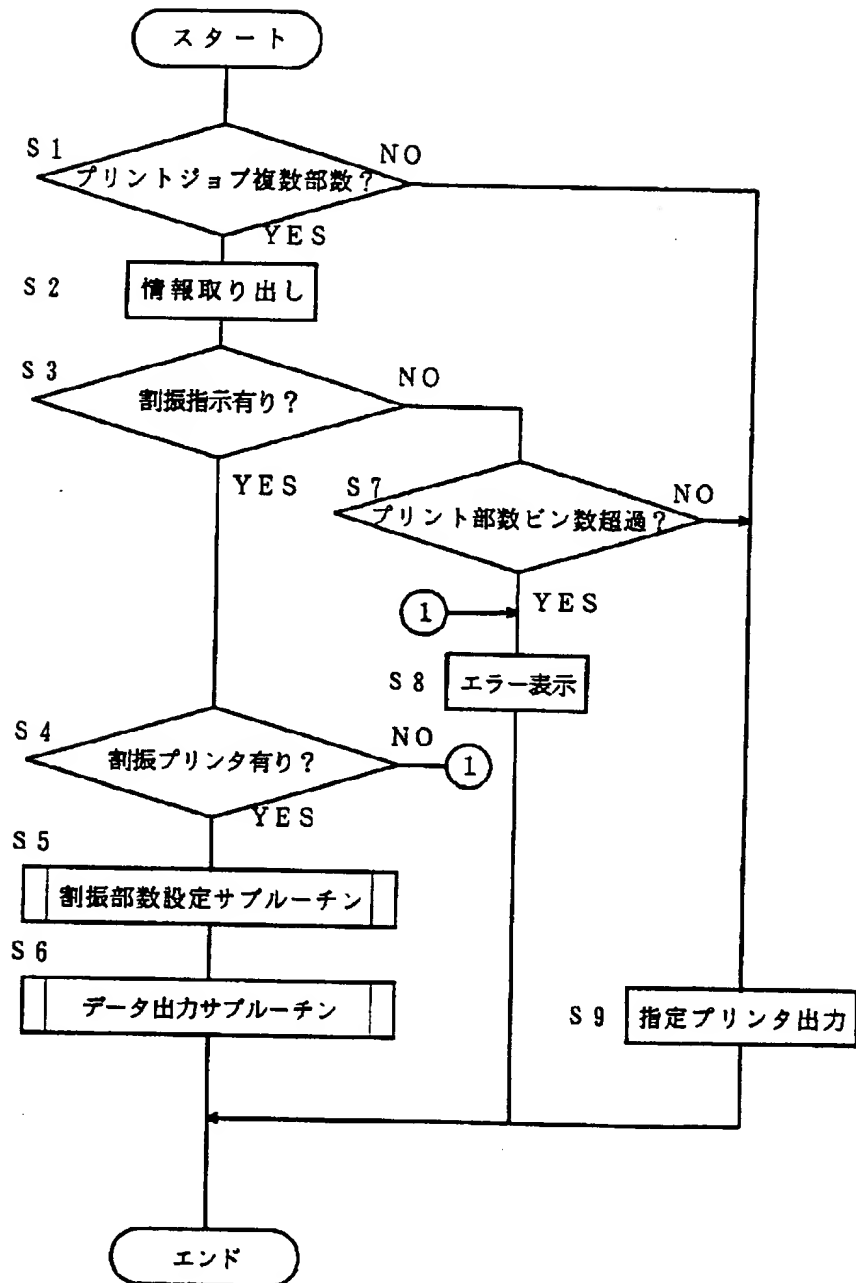 スタート
S1
プリントジョブ複数部数?
NO
YES
S2
情報取り出し
S3
割振指示有り?
NO
YES
S7
プリント部数ビン数超過?
NO
YES
1
S8
エラー表示
S4
割振プリンタ有り?
NO
1
YES
S5
割振部数設定サブルーチン
S6
データ出力サブルーチン
S9
指定プリンタ出力
エンド